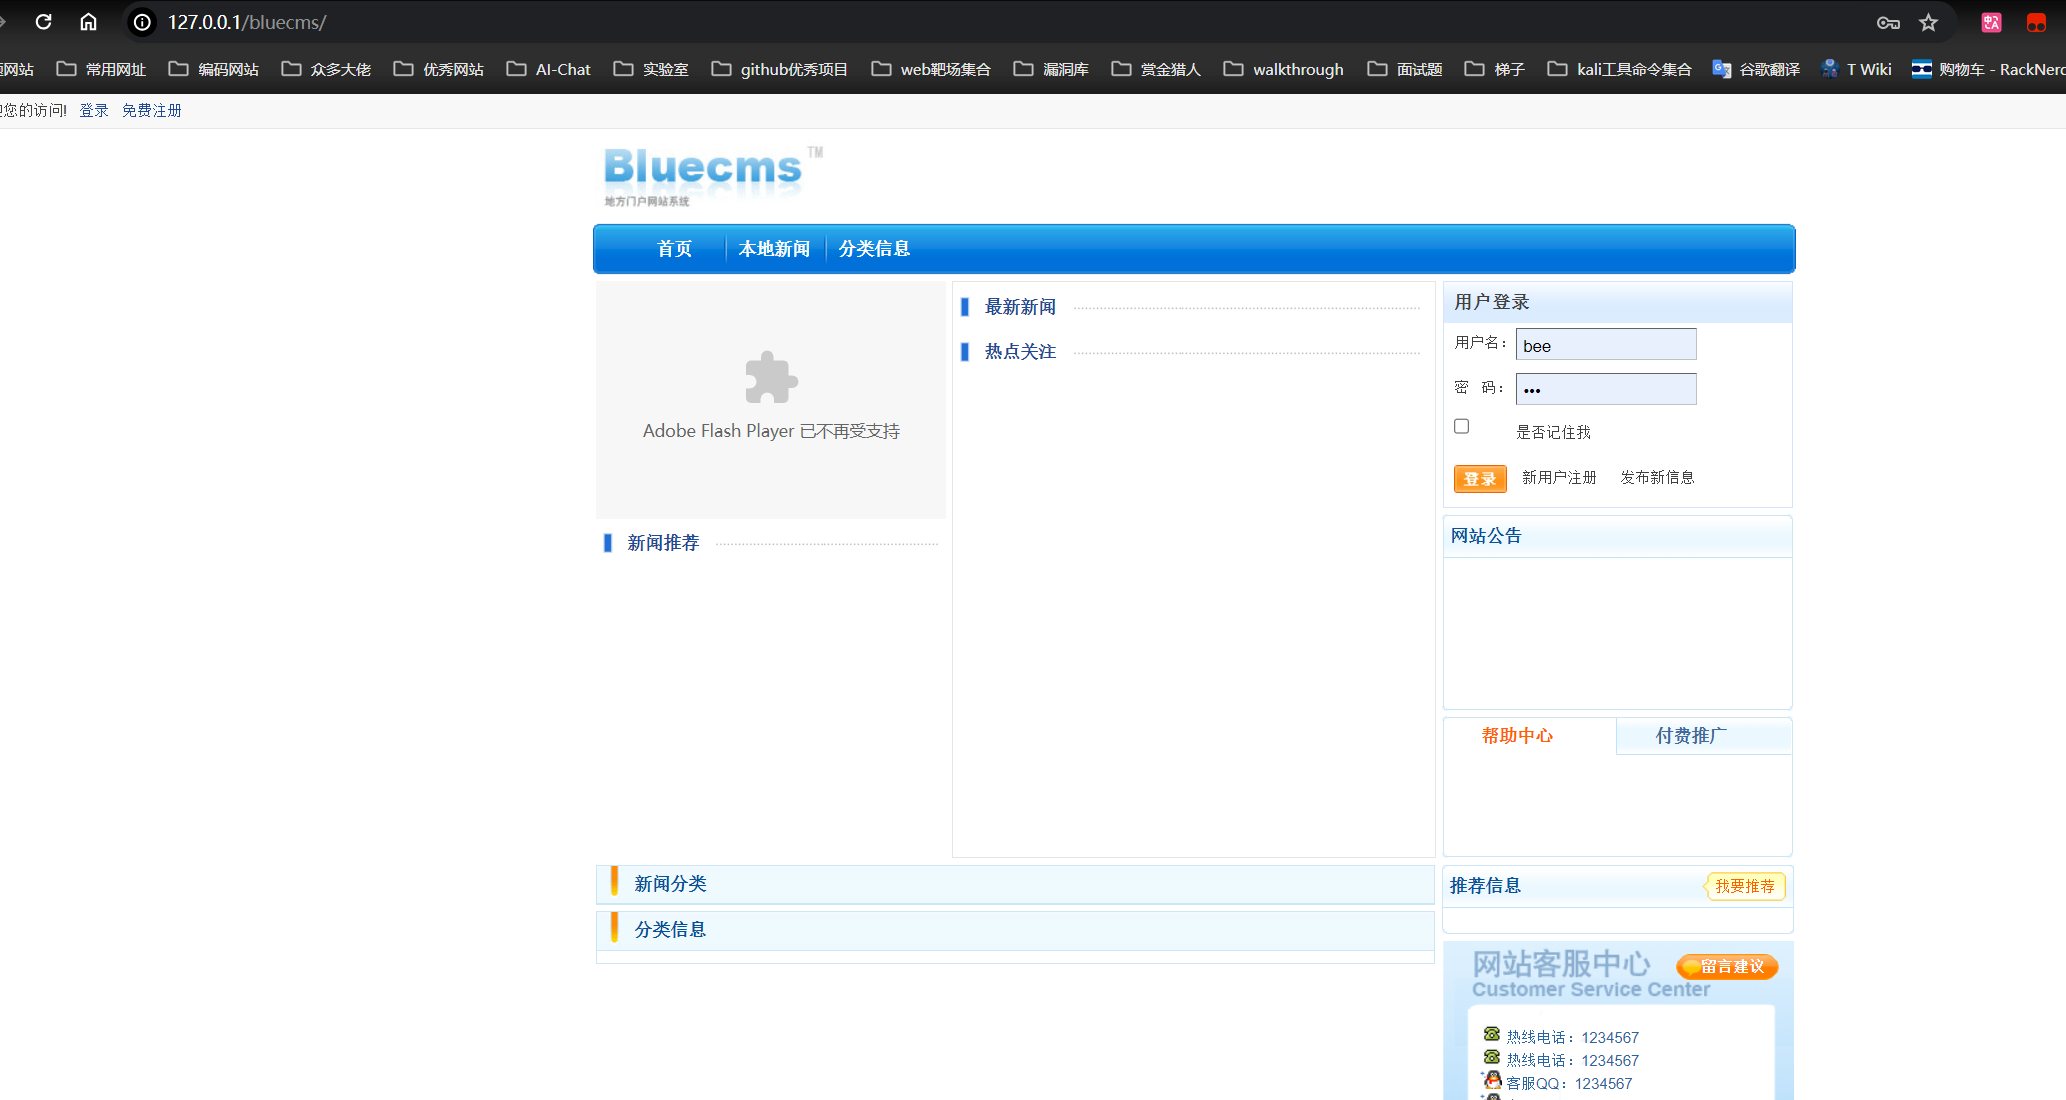 127.0.0.1/bluecms/
网站 常用网址 编码网站 众多大佬 优秀网站 AI-Chat 实验室 github优秀项目 web靶场集合 漏洞库 赏金猎人 walkthrough 面试题 梯子 kali工具命令集合 谷歌翻译 T Wiki 购物车 - RackNerd
您的访问! 登录 免费注册
Bluecms TM
地方门户网站系统
首页 本地新闻 分类信息
Adobe Flash Player 已不再受支持
新闻推荐
最新新闻
热点关注
用户登录
用户名： bee
密 码： •••
是否记住我
登录 新用户注册 发布新信息
网站公告
帮助中心 付费推广
新闻分类
分类信息
推荐信息 我要推荐
网站客服中心 留言建议
Customer Service Center
热线电话：1234567
热线电话：1234567
客服QQ：1234567